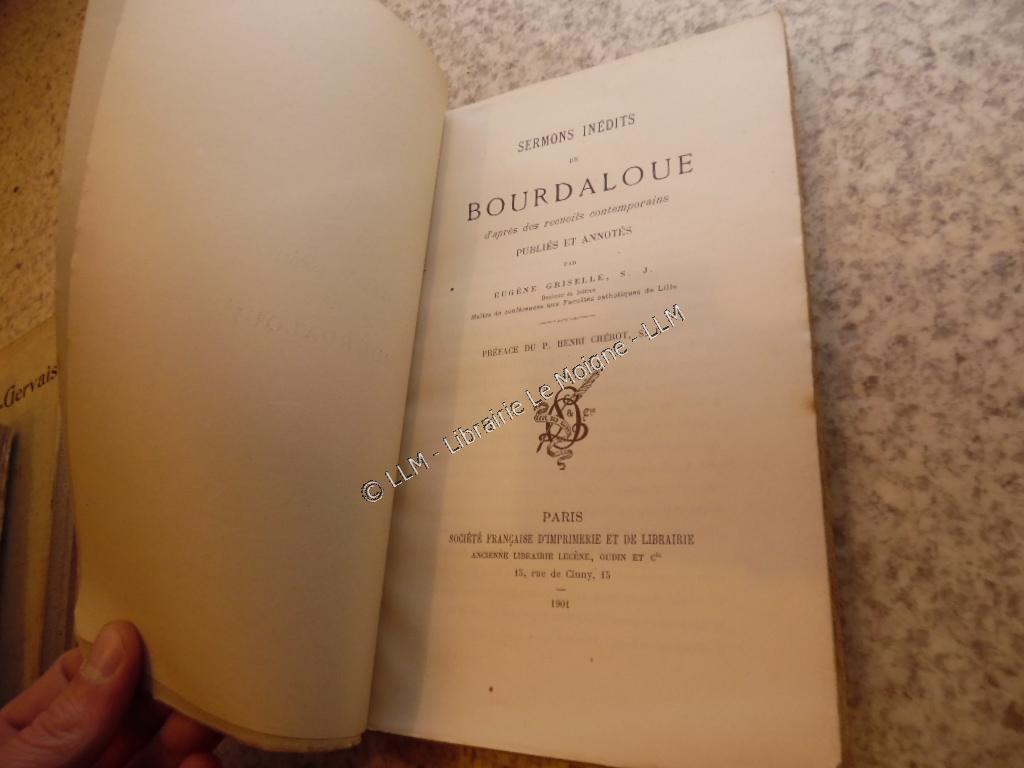 SERMONS INÉDITS
DE
BOURDALOUE
d'après des recueils contemporains
PUBLIÉS ET ANNOTÉS
PAR
EUGÈNE GRISELLE, S. J.
Docteur ès lettres
Maître de conférences aux Facultés catholiques de Lille
PRÉFACE DU P. HENRI CHÉROT, S.
PARIS
SOCIÉTÉ FRANÇAISE D'IMPRIMERIE ET DE LIBRAIRIE
ANCIENNE LIBRAIRIE LECÈNE, OUDIN ET Cie
15, rue de Cluny, 15
1901
-Gervais
© LLM - Librairie Le Moigne - LLM